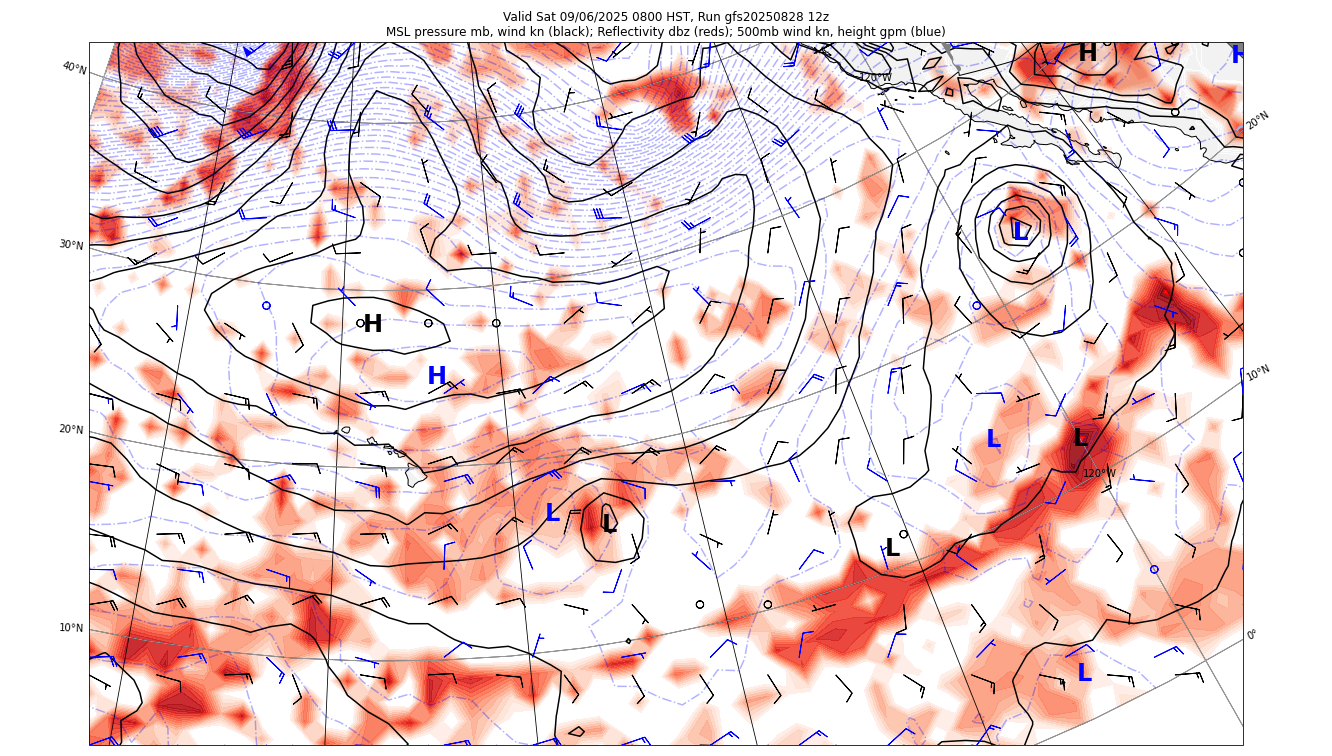 Valid Sat 09/06/2025 0800 HST, Run gfs20250828 12z
MSL pressure mb, wind kn (black); Reflectivity dbz (reds); 500mb wind kn, height gpm (blue)
H
H
40°N
120°W
20°N
L
30°N
H
H
10°N
20°N
L
L
120°W
L
L
L
10°N
0°
L